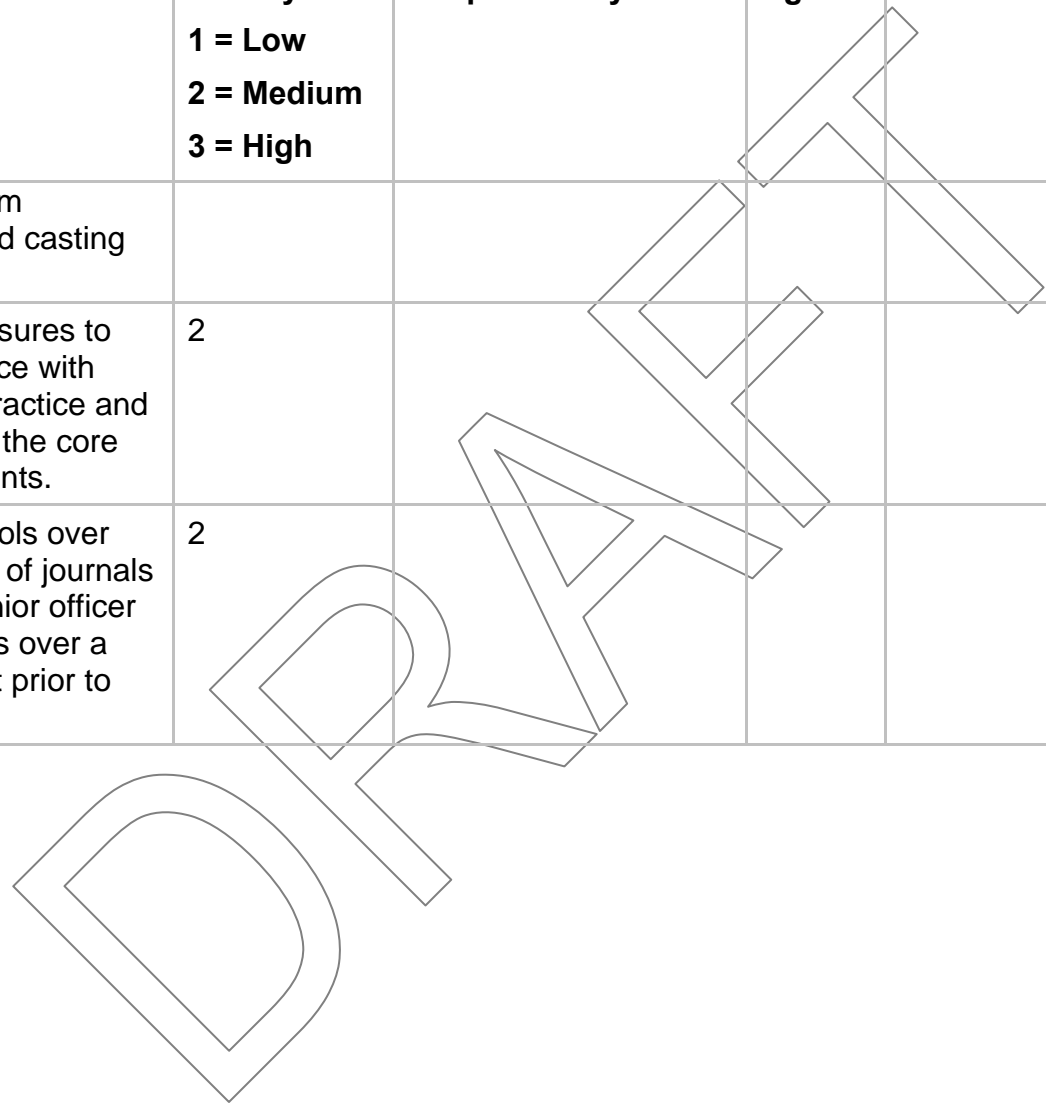 1 = Low
2 = Medium
3 = High
d casting
sures to
2
ce with
ractice and
the core
nts.
ols over
2
of journals
nior officer
s over a
t prior to
DRAFT